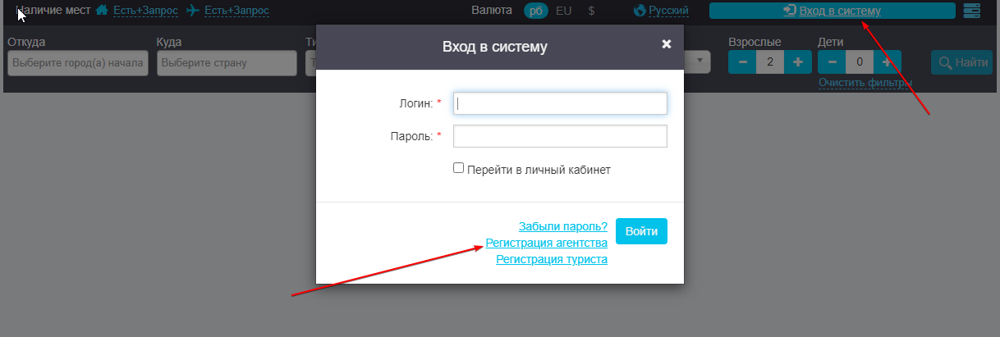 Наличие мест Есть+Запрос Есть+Запрос Валюта рб EU $ Русский Вход в систему
Откуда Куда Ти Взрослые Дети
Выберите город(а) начала Выберите страну Т 2 0 Найти
Очистить фильтры
Вход в систему
Логин: *
Пароль: *
Перейти в личный кабинет
Забыли пароль?
Войти
Регистрация агентства
Регистрация туриста